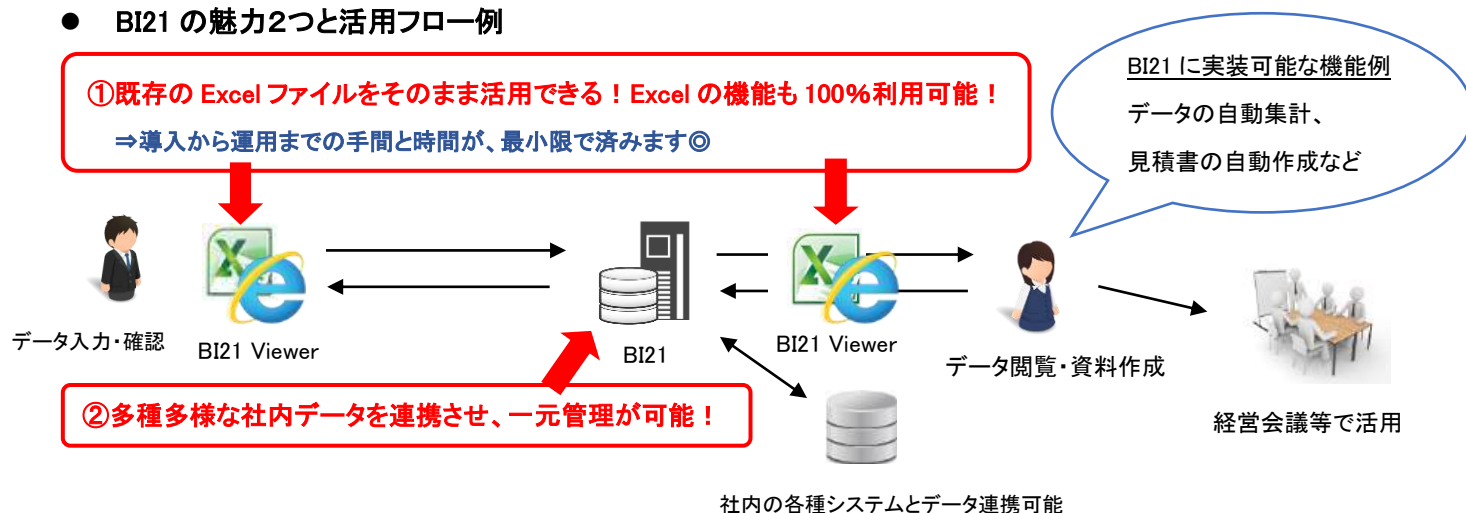 ● BI21 の魅力2つと活用フロー例
①既存の Excel ファイルをそのまま活用できる！Excel の機能も 100％利用可能！
⇒導入から運用までの手間と時間が、最小限で済みます◎
BI21 に実装可能な機能例
データの自動集計、
見積書の自動作成など
データ入力・確認
BI21 Viewer
BI21
BI21 Viewer
データ閲覧・資料作成
経営会議等で活用
②多種多様な社内データを連携させ、一元管理が可能！
社内の各種システムとデータ連携可能